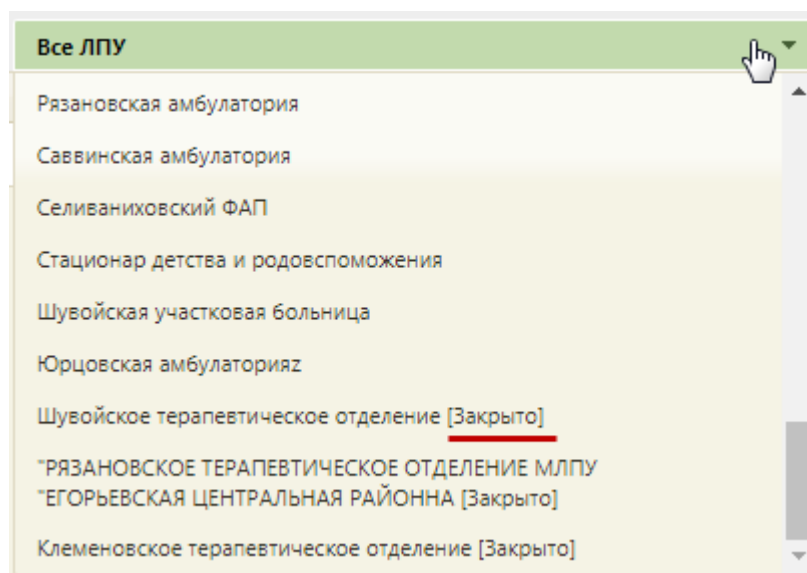 Все ЛПУ
Рязановская амбулатория
Саввинская амбулатория
Селиваниховский ФАП
Стационар детства и родовспоможения
Шувойская участковая больница
Юрцовская амбулаторияz
Шувойское терапевтическое отделение [Закрыто]
"РЯЗАНОВСКОЕ ТЕРАПЕВТИЧЕСКОЕ ОТДЕЛЕНИЕ МЛПУ
"ЕГОРЬЕВСКАЯ ЦЕНТРАЛЬНАЯ РАЙОННА [Закрыто]
Клеменовское терапевтическое отделение [Закрыто]